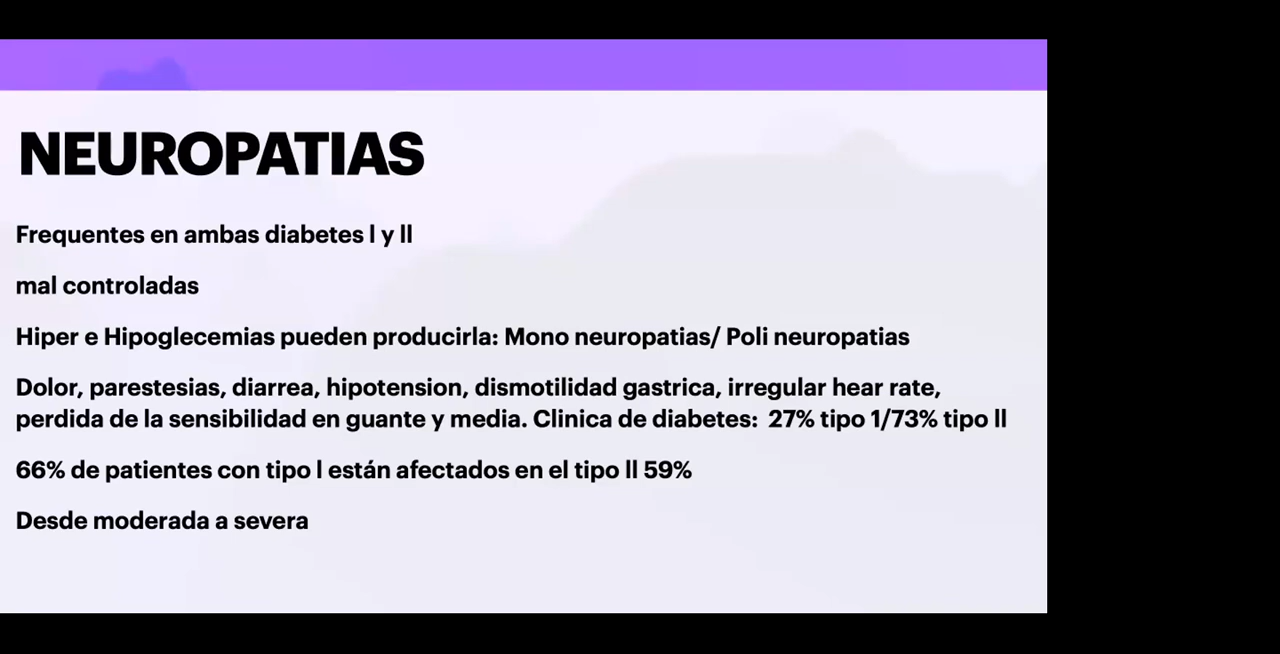 NEUROPATIAS
Frequentes en ambas diabetes l y ll
mal controladas
Hiper e Hipoglecemias pueden producirla: Mono neuropatias/ Poli neuropatias
Dolor, parestesias, diarrea, hipotension, dismotilidad gastrica, irregular hear rate,
perdida de la sensibilidad en guante y media. Clinica de diabetes:  27% tipo 1/73% tipo ll
66% de patientes con tipo l están afectados en el tipo ll 59%
Desde moderada a severa